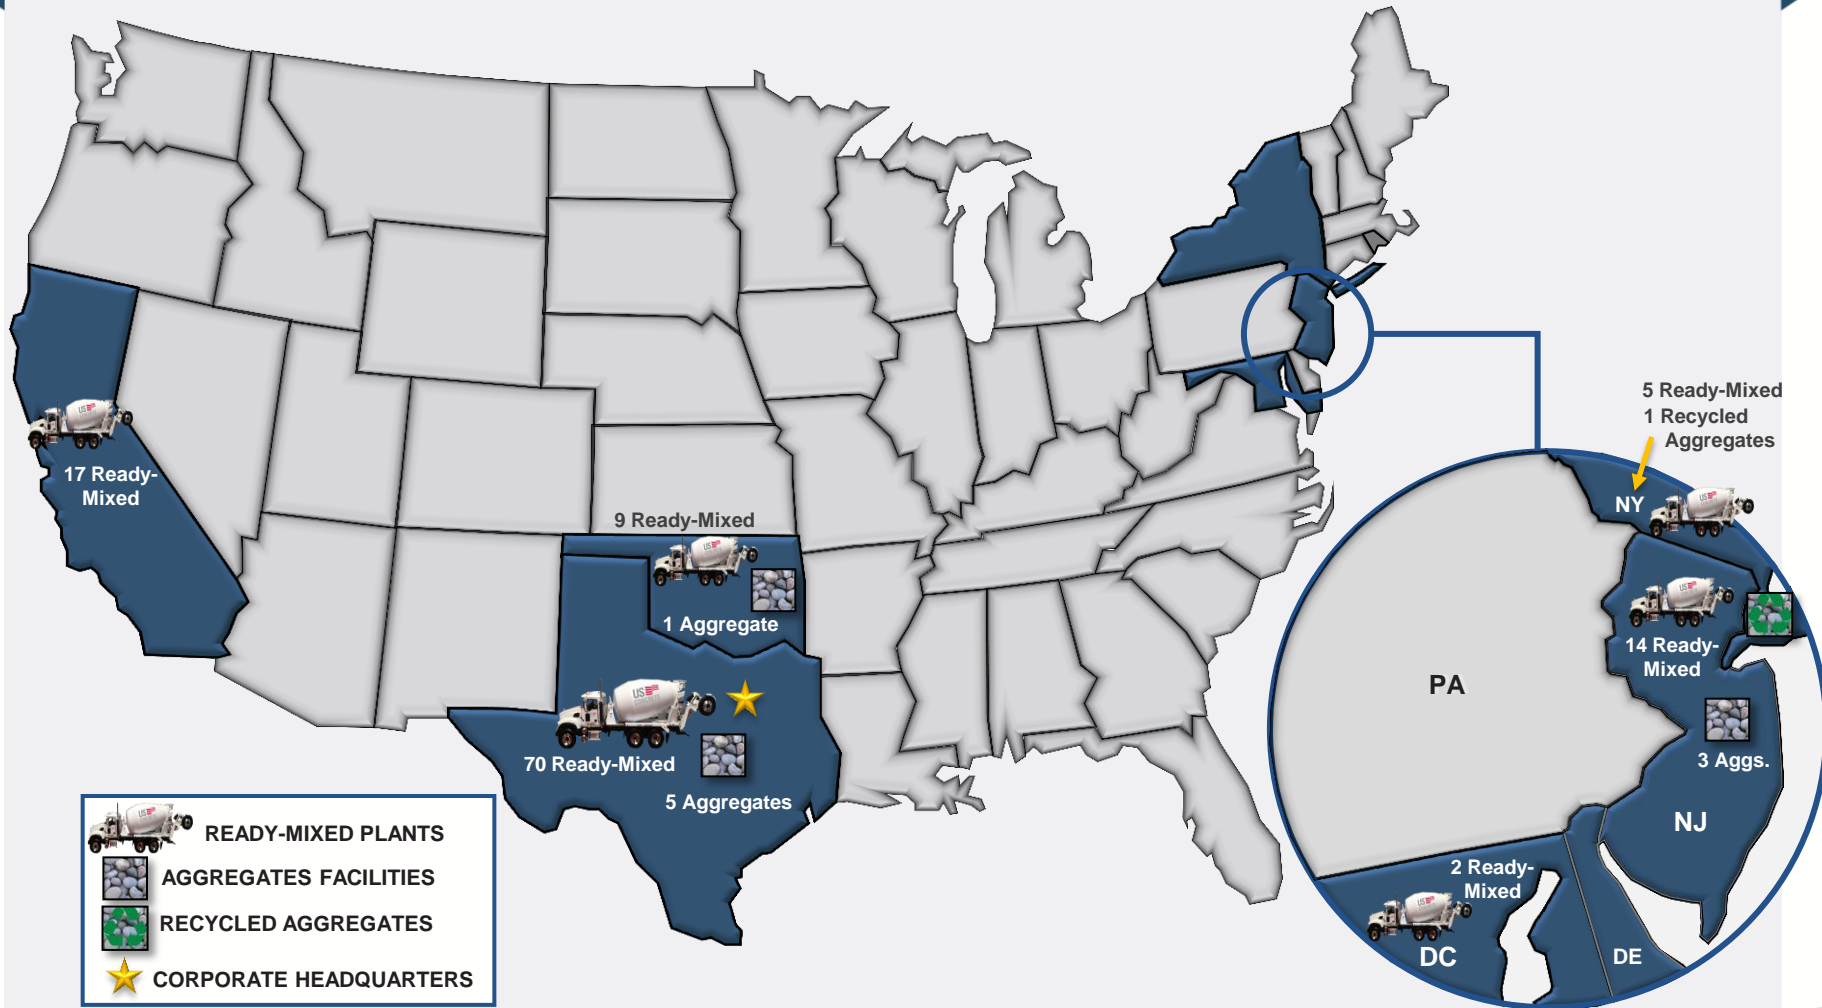 5 Ready-Mixed
1 Recycled
Aggregates
17 Ready-
Mixed
9 Ready-Mixed
1 Aggregate
70 Ready-Mixed
5 Aggregates
NY
14 Ready-
Mixed
PA
3 Aggs.
NJ
2 Ready-
Mixed
DC
DE
READY-MIXED PLANTS
AGGREGATES FACILITIES
RECYCLED AGGREGATES
CORPORATE HEADQUARTERS
US
CONCRETE